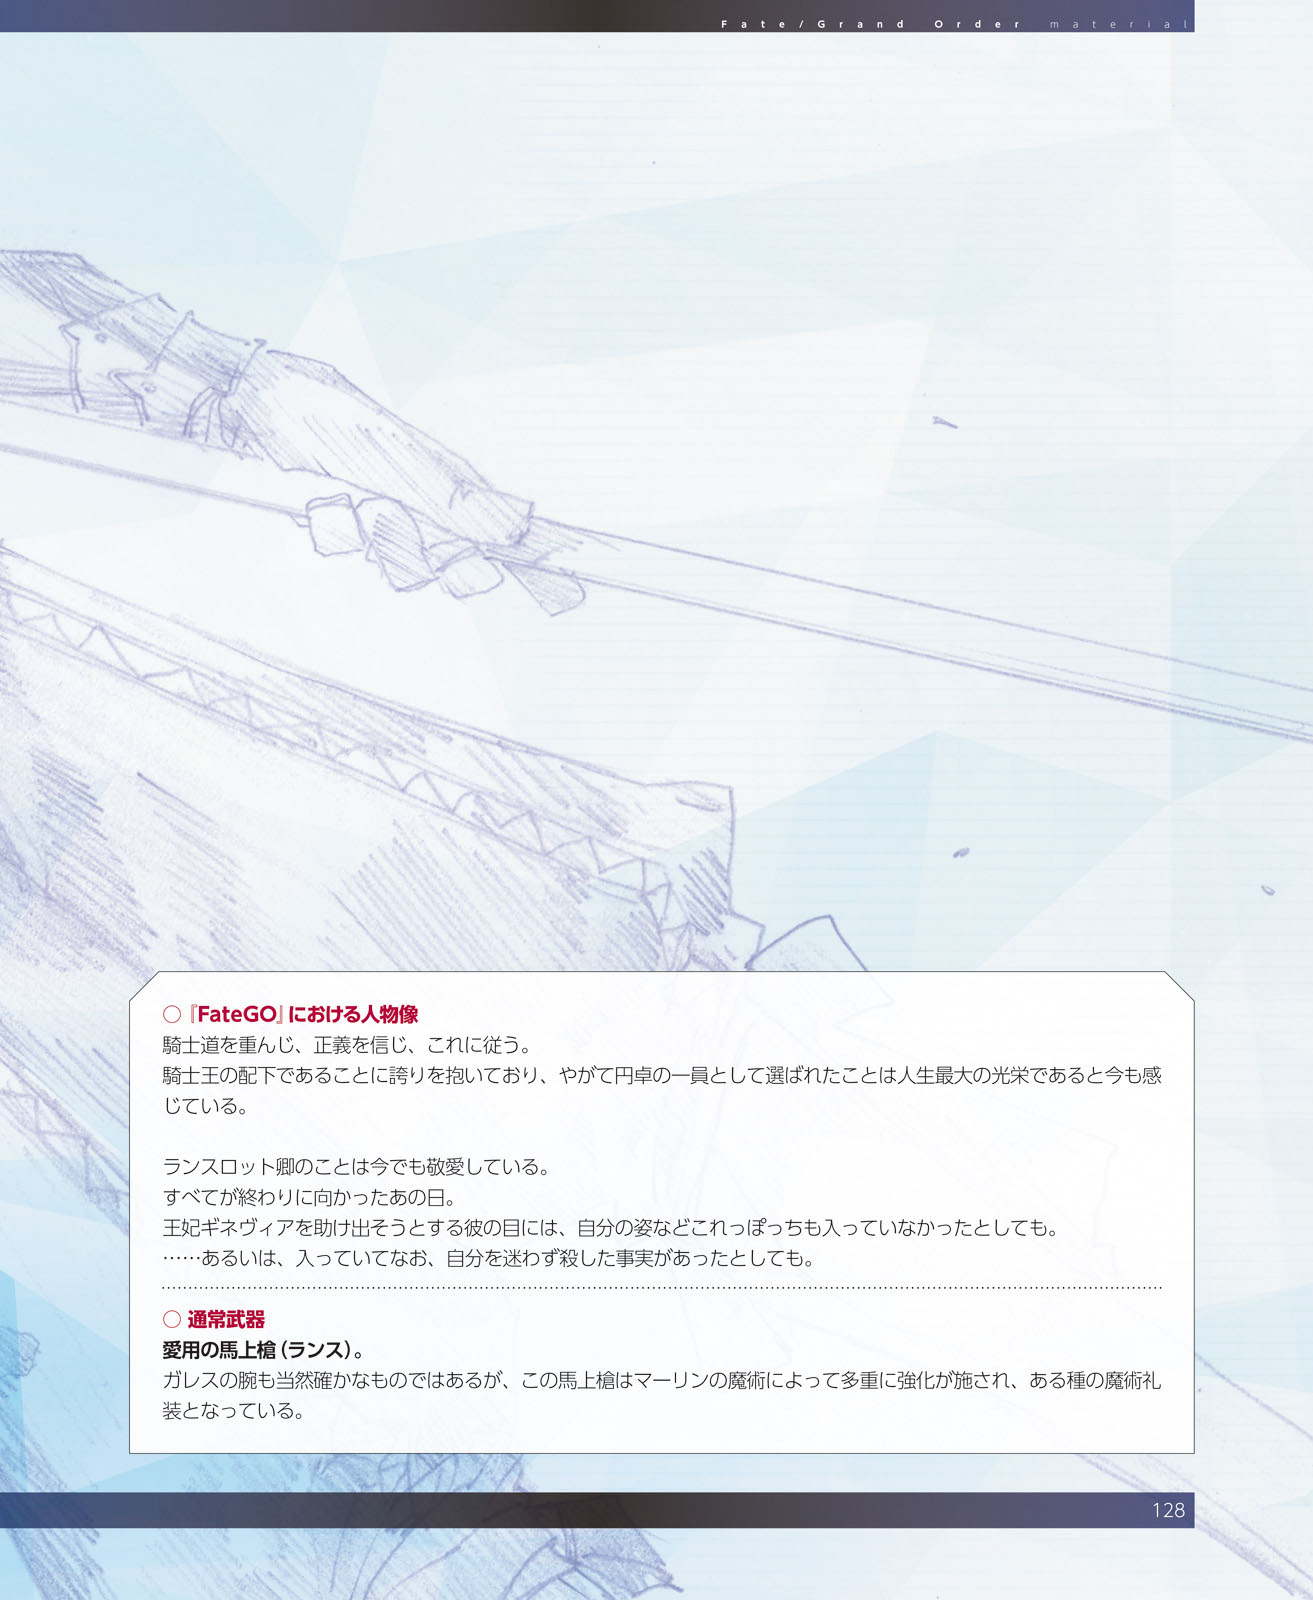 Fate/Grand Order material
○『FateGO』における人物像
騎士道を重んじ、正義を信じ、これに従う。
騎士王の配下であることに誇りを抱いており、やがて円卓の一員として選ばれたことは人生最大の光栄であると今も感
じている。
ランスロット卿のことは今でも敬愛している。
すべてが終わりに向かったあの日。
王妃ギネヴィアを助け出そうとする彼の目には、自分の姿などこれっぽっちも入っていなかったとしても。
……あるいは、入っていてなお、自分を迷わず殺した事実があったとしても。
○ 通常武器
愛用の馬上槍（ランス）。
ガレスの腕も当然確かなものではあるが、この馬上槍はマーリンの魔術によって多重に強化が施され、ある種の魔術礼
装となっている。
128